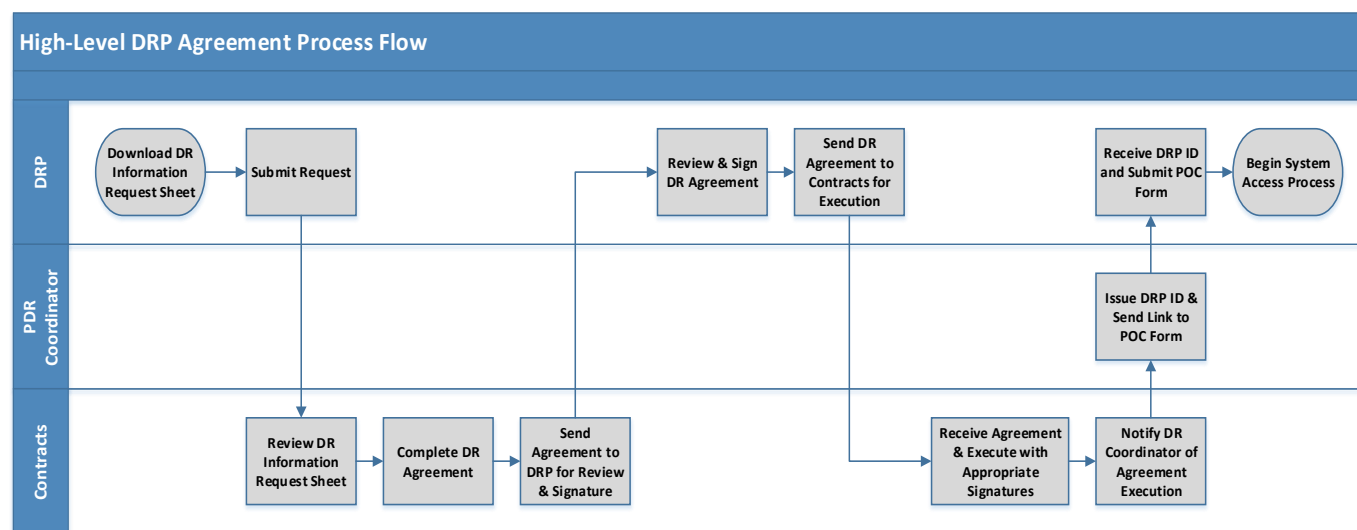 High-Level DRP Agreement Process Flow
DRP
Download DR
Information
Request Sheet
Submit Request
Review & Sign
DR Agreement
Send DR
Agreement to
Contracts for
Execution
Receive DRP ID
and Submit POC
Form
Begin System
Access Process
PDR
Coordinator
Issue DRP ID &
Send Link to
POC Form
Contracts
Review DR
Information
Request Sheet
Complete DR
Agreement
Send
Agreement to
DRP for Review
& Signature
Receive Agreement
& Execute with
Appropriate
Signatures
Notify DR
Coordinator of
Agreement
Execution